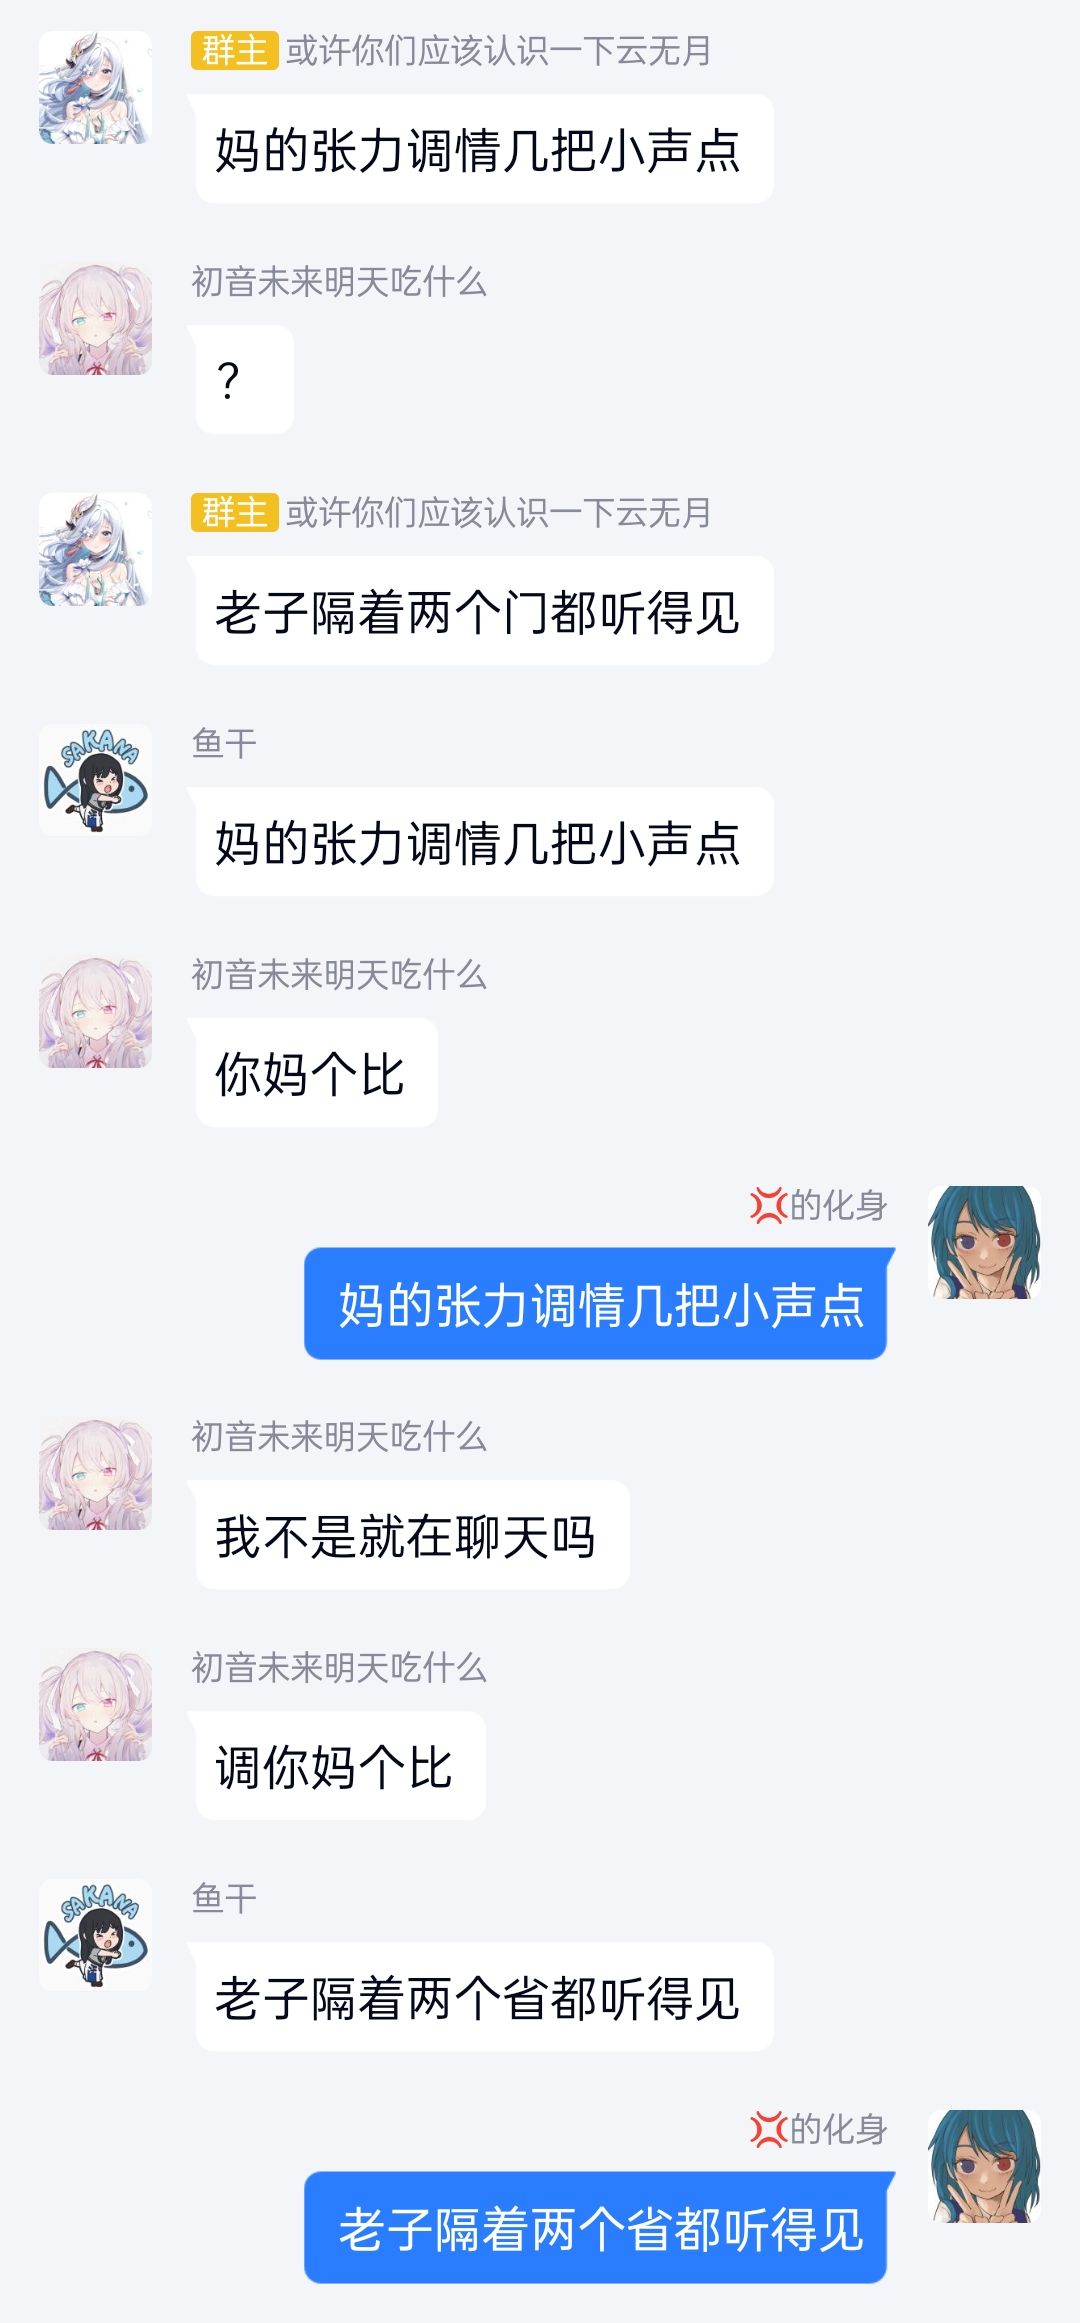 群主 或许你们应该认识一下云无月
妈的张力调情几把小声点
初音未来明天吃什么
?
群主 或许你们应该认识一下云无月
老子隔着两个门都听得见
SAKANA
鱼干
妈的张力调情几把小声点
初音未来明天吃什么
你妈个比
💢的化身
妈的张力调情几把小声点
初音未来明天吃什么
我不是就在聊天吗
初音未来明天吃什么
调你妈个比
SAKANA
鱼干
老子隔着两个省都听得见
💢的化身
老子隔着两个省都听得见